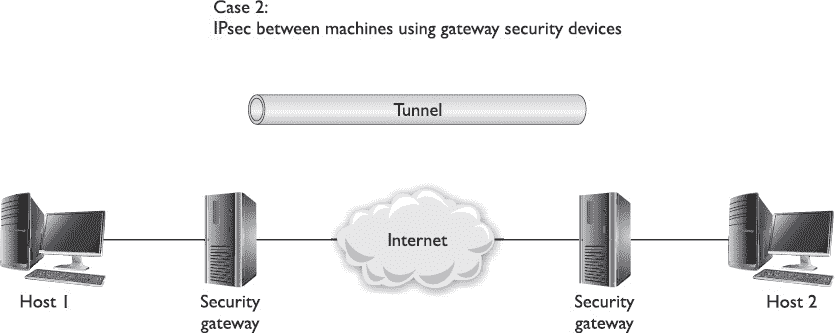 Case 2:
IPsec between machines using gateway security devices
Tunnel
Internet
Host 1
Security
gateway
Security
gateway
Host 2